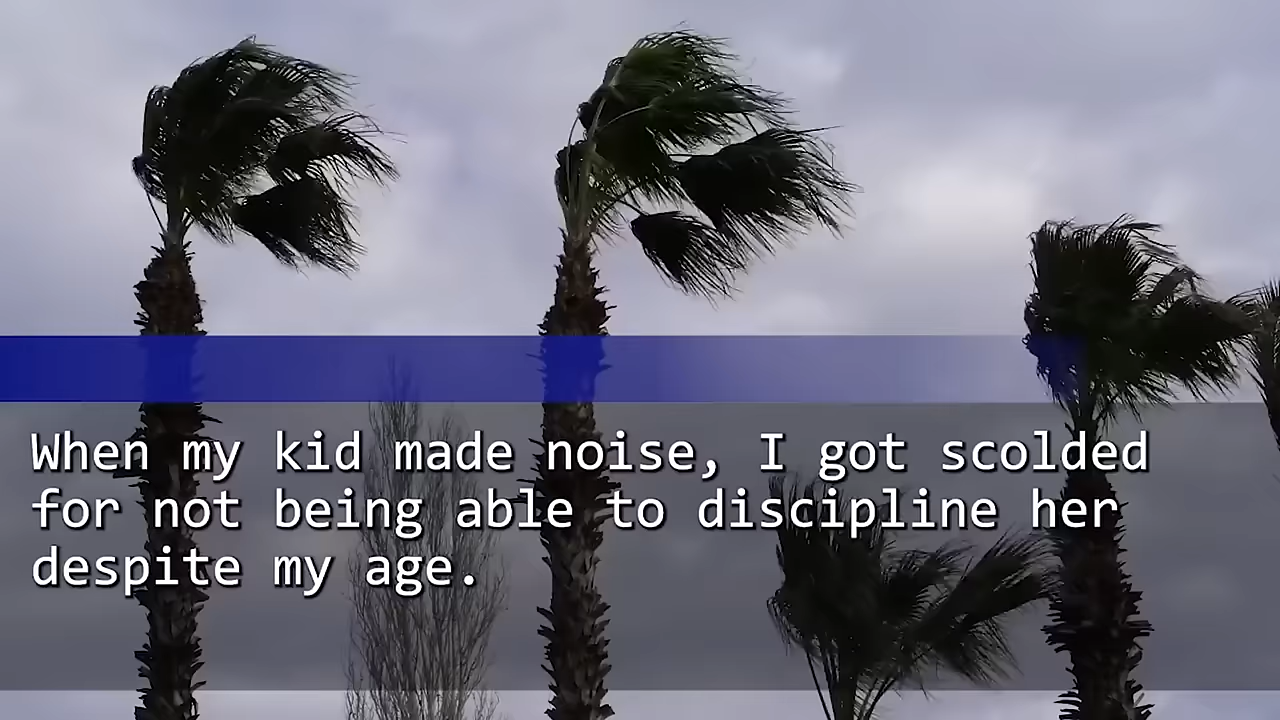 When my kid made noise, I got scolded
for not being able to discipline her
despite my age.